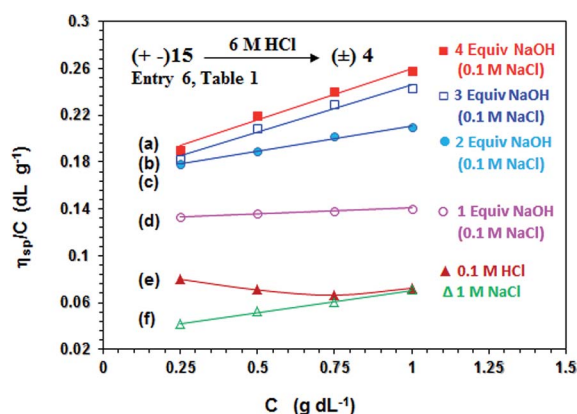 0.26
0.22
0.18
0.14
0.1
0.06
0.02
ηsp/C (dL g-1)
(+ -)15 6 M HCl (±) 4
Entry 6, Table 1
(a)
(b)
(c)
(d)
(e)
(f)
4 Equiv NaOH
(0.1 M NaCl)
3 Equiv NaOH
(0.1 M NaCl)
2 Equiv NaOH
(0.1 M NaCl)
1 Equiv NaOH
(0.1 M NaCl)
0.1 M HCl
1 M NaCl
0 0.25 0.5 0.75 1 1.25 1.5
C (g dL-1)